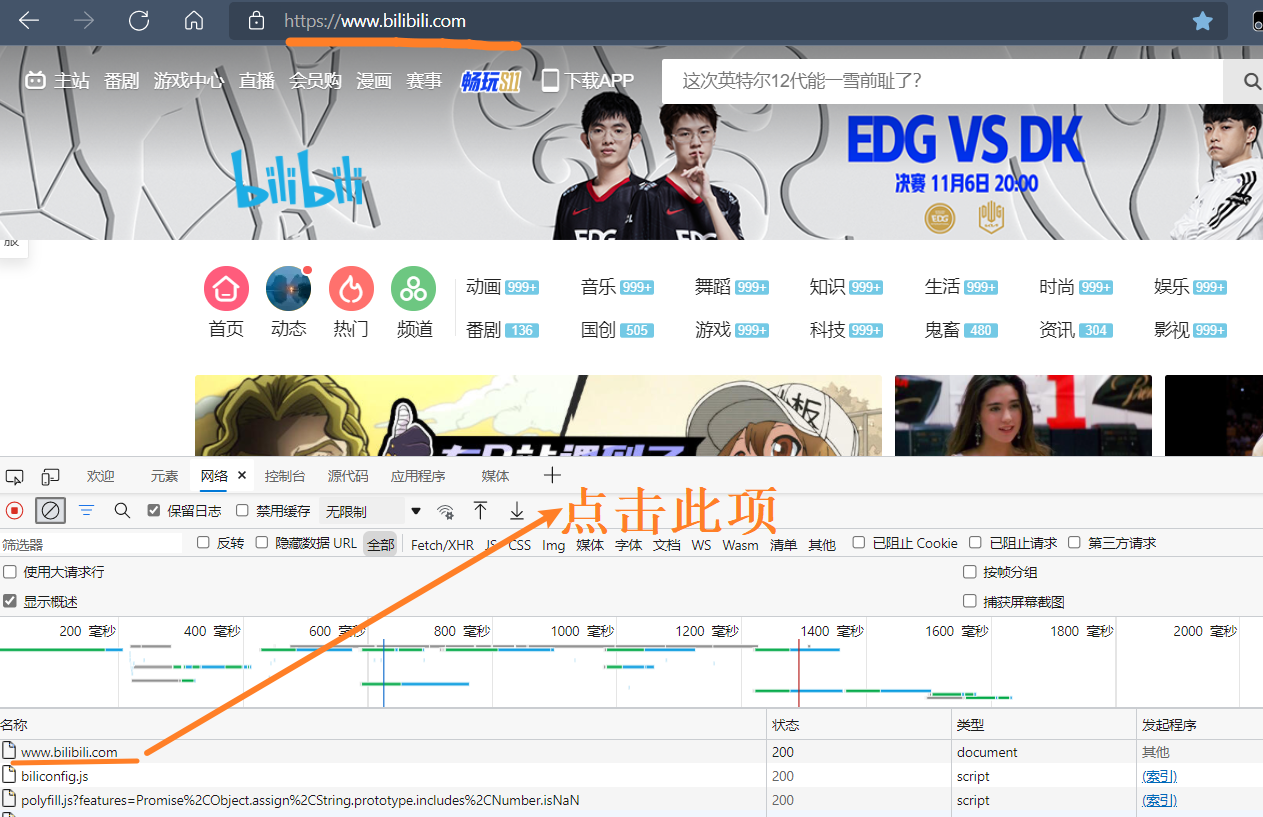 https://www.bilibili.com
主站 番剧 游戏中心 直播 会员购 漫画 赛事 畅玩S11 下载APP 这次英特尔12代能一雪前耻了?
EDG VS DK
决赛 11月6日 20:00
bilibili
EDG EDG
动画 999+ 音乐 999+ 舞蹈 999+ 知识 999+ 生活 999+ 时尚 999+ 娱乐 999+
首页 动态 热门 频道 番剧 136 国创 505 游戏 999+ 科技 999+ 鬼畜 480 资讯 304 影视 999+
欢迎 元素 网络 × 控制台 源代码 应用程序 媒体 +
保留日志 禁用缓存 无限制
点击此项
筛选器 反转 隐藏数据 URL 全部 Fetch/XHR JS CSS Img 媒体 字体 文档 WS Wasm 清单 其他 已阻止 Cookie 已阻止请求 第三方请求
使用大请求行 按帧分组
显示概述 捕获屏幕截图
200 毫秒 400 毫秒 600 毫秒 800 毫秒 1000 毫秒 1200 毫秒 1400 毫秒 1600 毫秒 1800 毫秒 2000 毫秒
名称 状态 类型 发起程序
www.bilibili.com 200 document 其他
biliconfig.js 200 script (索引)
polyfill.js?features=Promise%2CObject.assign%2CString.prototype.includes%2CNumber.isNaN 200 script (索引)